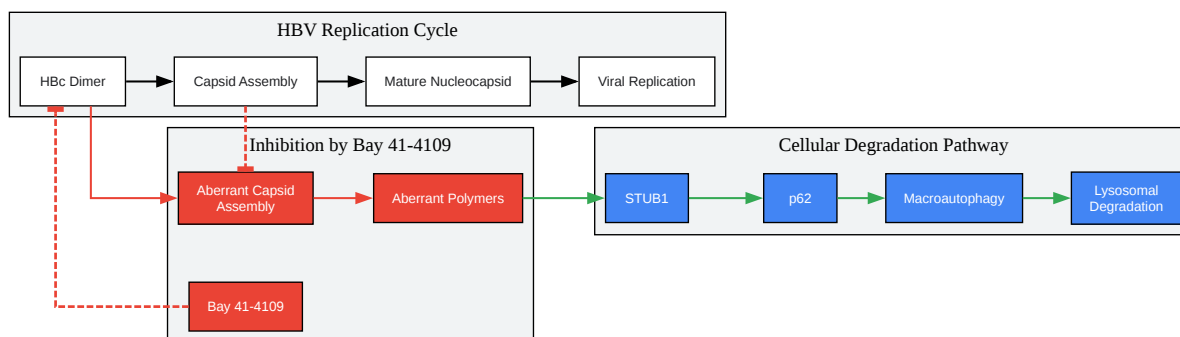 HBV Replication Cycle
HBc Dimer
Capsid Assembly
Mature Nucleocapsid
Viral Replication
Inhibition by Bay 41-4109
Aberrant Capsid
Assembly
Aberrant Polymers
Bay 41-4109
Cellular Degradation Pathway
STUB1
p62
Macroautophagy
Lysosomal
Degradation